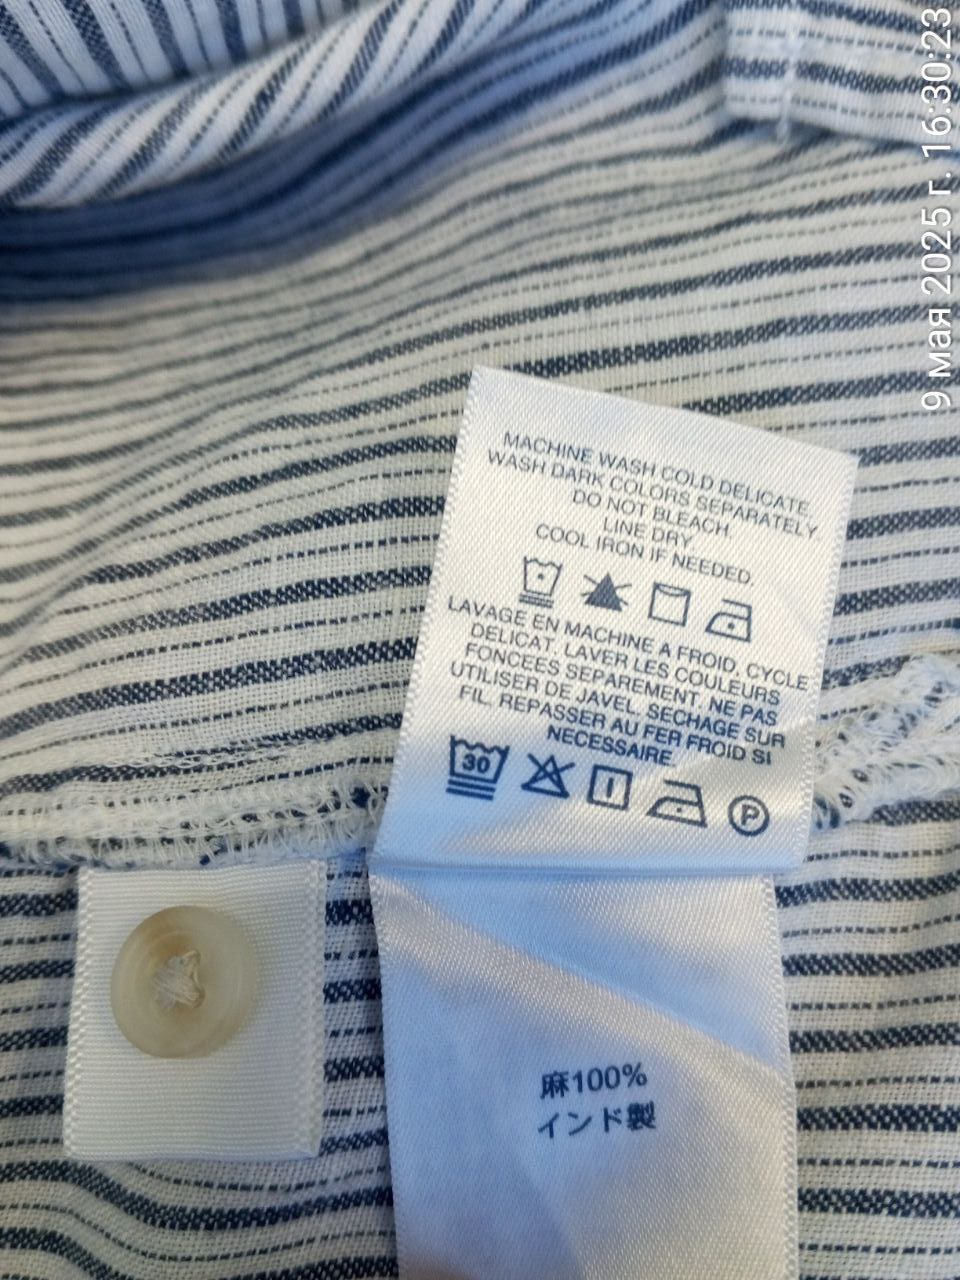 9 мая 2025 г. 16:30:23
MACHINE WASH COLD DELICATE.
WASH DARK COLORS SEPARATELY.
DO NOT BLEACH.
LINE DRY.
COOL IRON IF NEEDED.
LAVAGE EN MACHINE A FROID, CYCLE
DELICAT. LAVER LES COULEURS
FONCEES SEPAREMENT. NE PAS
UTILISER DE JAVEL. SECHAGE SUR
FIL. REPASSER AU FER FROID SI
NECESSAIRE.
30
P
麻100%
インド製